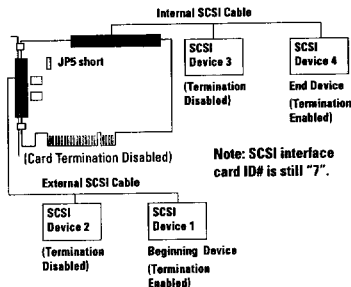 Internal SCSI Cable
JP5 short
SCSI
Device 3
(Termination
Disabled)
SCSI
Device 4
End Device
(Termination
Enabled)
(Card Termination Disabled)
Note: SCSI interface
card ID# is still "7".
External SCSI Cable
SCSI
Device 2
(Termination
Disabled)
SCSI
Device 1
Beginning Device
(Termination
Enabled)